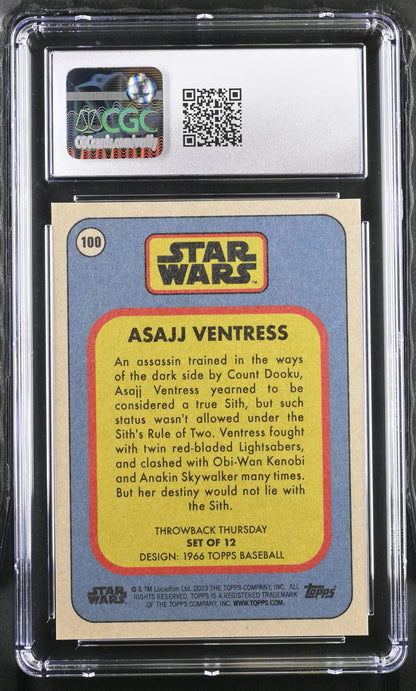 CGC
CGCcards.com/certify
100
STAR
WARS
ASAJJ VENTRESS
An assassin trained in the ways
of the dark side by Count Dooku,
Asajj Ventress yearned to be
considered a true Sith, but such
status wasn't allowed under the
Sith's Rule of Two. Ventress fought
with twin red-bladed Lightsabers,
and clashed with Obi-Wan Kenobi
and Anakin Skywalker many times.
But her destiny would not lie with
the Sith.
THROWBACK THURSDAY
SET OF 12
DESIGN: 1966 TOPPS BASEBALL
STAR
WARS
© & TM Lucasfilm Ltd. 2023 THE TOPPS COMPANY, INC. ALL
RIGHTS RESERVED. TOPPS IS A REGISTERED TRADEMARK
OF THE TOPPS COMPANY, INC. WWW.TOPPS.COM.
Topps